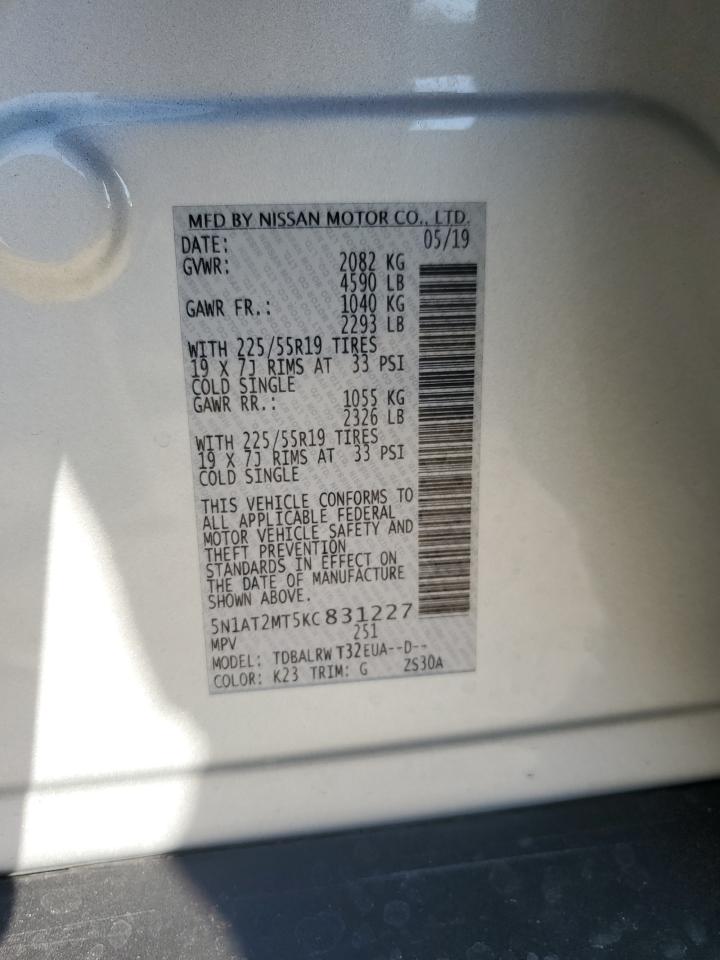 MFD BY NISSAN MOTOR CO., LTD.
DATE: 05/19
GVWR: 2082 KG
4590 LB
GAWR FR.: 1040 KG
2293 LB
WITH 225/55R19 TIRES
19 X 7J RIMS AT 33 PSI
COLD SINGLE
GAWR RR.: 1055 KG
2326 LB
WITH 225/55R19 TIRES
19 X 7J RIMS AT 33 PSI
COLD SINGLE
THIS VEHICLE CONFORMS TO
ALL APPLICABLE FEDERAL
MOTOR VEHICLE SAFETY AND
THEFT PREVENTION
STANDARDS IN EFFECT ON
THE DATE OF MANUFACTURE
SHOWN ABOVE.
5N1AT2MT5KC831227
MPV 251
MODEL: TDBALRW T32EUA--D--
COLOR: K23 TRIM: G ZS30A